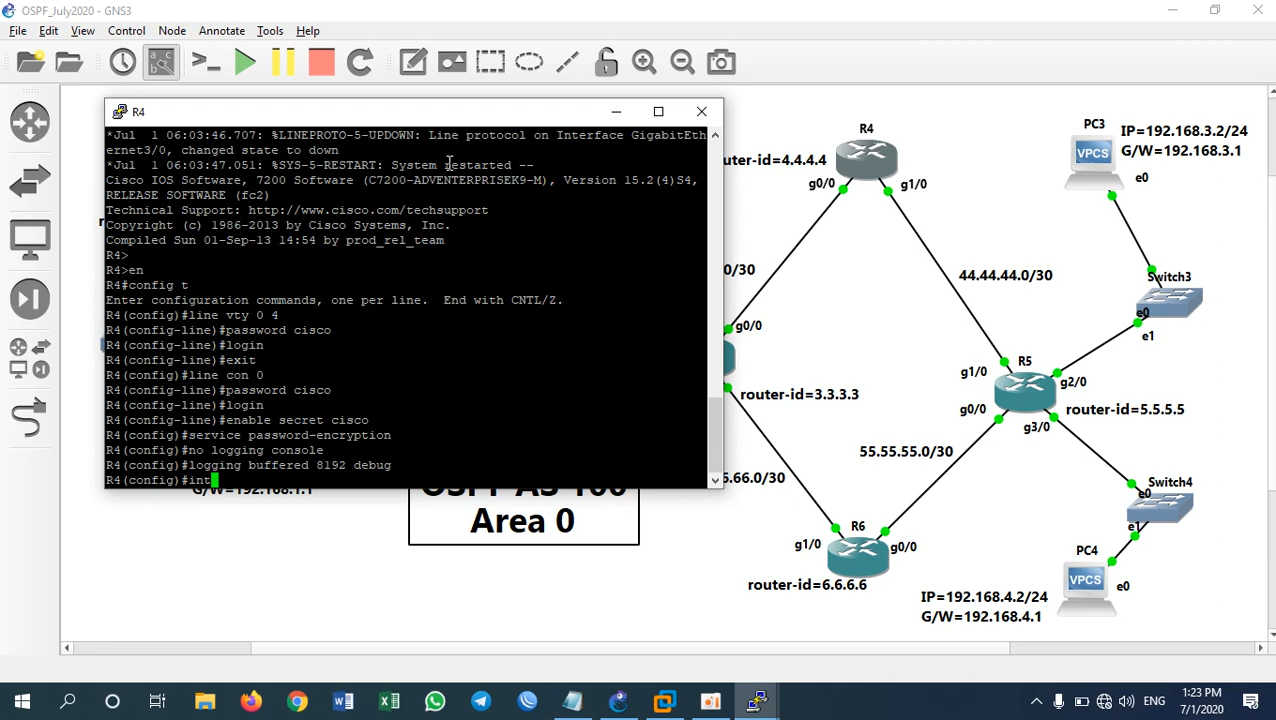 OSPF_July2020 - GNS3
File Edit View Control Node Annotate Tools Help
R4
*Jul  1 06:03:46.707: %LINEPROTO-5-UPDOWN: Line protocol on Interface GigabitEth
ernet3/0, changed state to down
*Jul  1 06:03:47.051: %SYS-5-RESTART: System restarted --
Cisco IOS Software, 7200 Software (C7200-ADVENTERPRISEK9-M), Version 15.2(4)S4,
RELEASE SOFTWARE (fc2)
Technical Support: http://www.cisco.com/techsupport
Copyright (c) 1986-2013 by Cisco Systems, Inc.
Compiled Sun 01-Sep-13 14:54 by prod_rel_team
R4>
R4>en
R4#config t
Enter configuration commands, one per line.  End with CNTL/Z.
R4(config)#line vty 0 4
R4(config-line)#password cisco
R4(config-line)#login
R4(config-line)#exit
R4(config)#line con 0
R4(config-line)#password cisco
R4(config-line)#login
R4(config-line)#enable secret cisco
R4(config)#service password-encryption
R4(config)#no logging console
R4(config)#logging buffered 8192 debug
R4(config)#int
R4
uter-id=4.4.4.4
g0/0
g1/0
PC3
IP=192.168.3.2/24
G/W=192.168.3.1
VPCS
e0
0/30
44.44.44.0/30
Switch3
e0
e1
g0/0
R5
g1/0
g2/0
router-id=3.3.3.3
g0/0
router-id=5.5.5.5
g3/0
55.55.55.0/30
6.66.0/30
G/W=192.168.1.1
OSPF AS 100
Area 0
Switch4
e0
e1
R6
g1/0
g0/0
router-id=6.6.6.6
PC4
VPCS
e0
IP=192.168.4.2/24
G/W=192.168.4.1
ENG
1:23 PM
7/1/2020